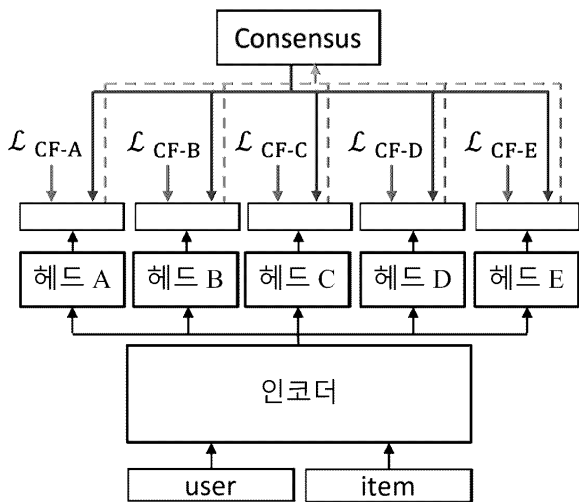 Consensus
ℒ CF-A ℒ CF-B ℒ CF-C ℒ CF-D ℒ CF-E
헤드 A 헤드 B 헤드 C 헤드 D 헤드 E
인코더
user item